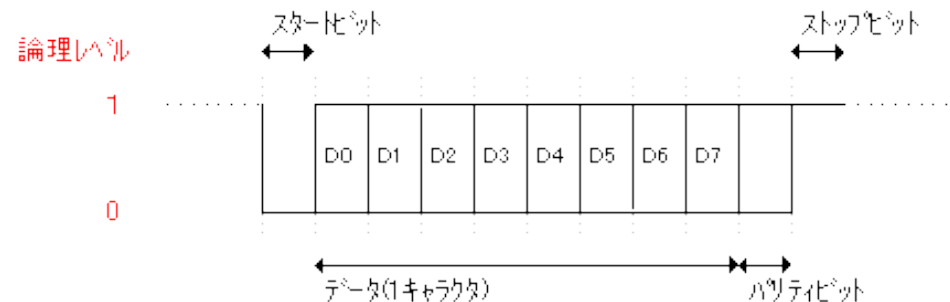 スタートビット ストップビット
論理レベル
1
D0 D1 D2 D3 D4 D5 D6 D7
0
データ(1キャラクタ) パリティビット